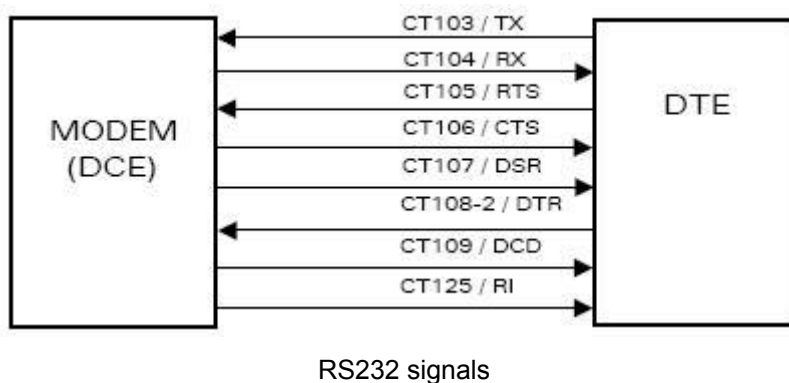 CT103 / TX
CT104 / RX
CT105 / RTS
CT106 / CTS
CT107 / DSR
CT108-2 / DTR
CT109 / DCD
CT125 / RI
MODEM
(DCE)
DTE
RS232 signals